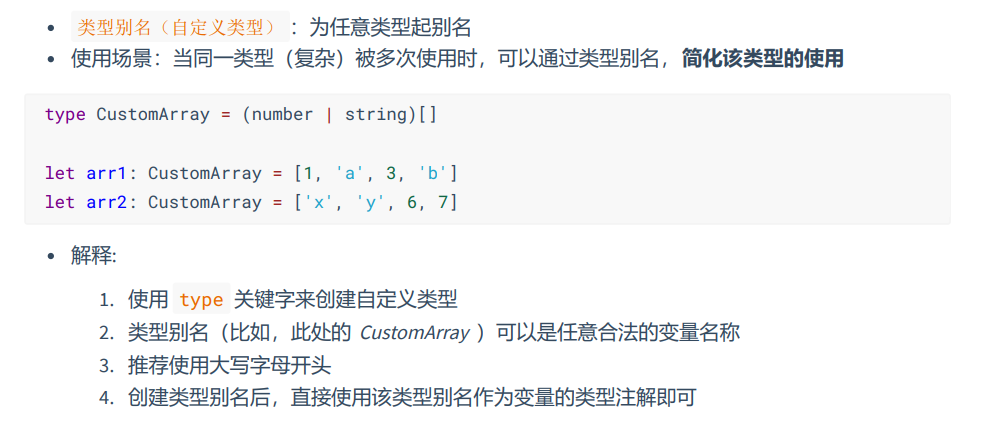 类型别名（自定义类型）：为任意类型起别名
使用场景：当同一类型（复杂）被多次使用时，可以通过类型别名，简化该类型的使用
type CustomArray = (number | string)[]
let arr1: CustomArray = [1, 'a', 3, 'b']
let arr2: CustomArray = ['x', 'y', 6, 7]
解释:
1. 使用 type 关键字来创建自定义类型
2. 类型别名（比如，此处的 CustomArray ）可以是任意合法的变量名称
3. 推荐使用大写字母开头
4. 创建类型别名后，直接使用该类型别名作为变量的类型注解即可